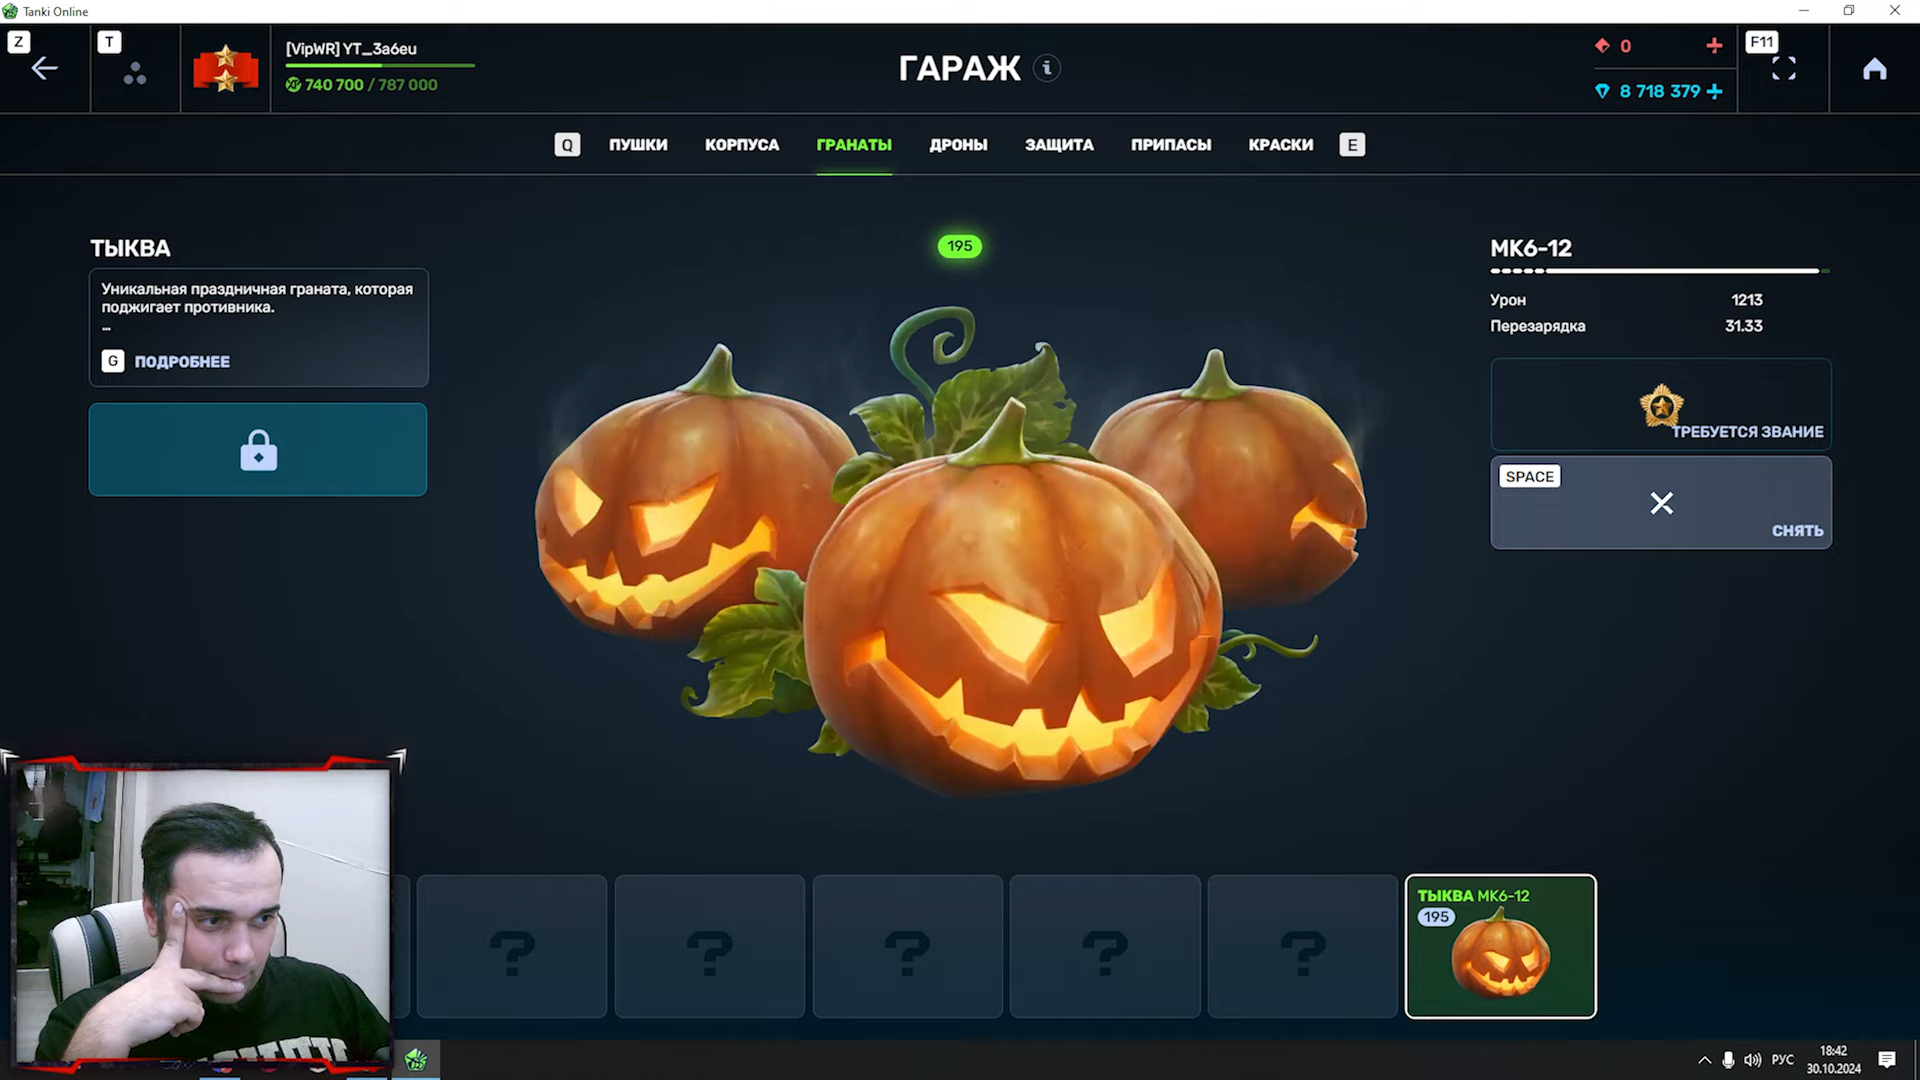 Tanki Online
Z
T
[VipWR] YT_3a6eu
XP 740 700 / 787 000
ГАРАЖ i
0
8 718 379
F11
Q ПУШКИ КОРПУСА ГРАНАТЫ ДРОНЫ ЗАЩИТА ПРИПАСЫ КРАСКИ E
ТЫКВА
Уникальная праздничная граната, которая
поджигает противника.
...
G ПОДРОБНЕЕ
195
МК6-12
Урон 1213
Перезарядка 31.33
ТРЕБУЕТСЯ ЗВАНИЕ
SPACE
СНЯТЬ
?
?
?
?
?
ТЫКВА МК6-12
195
РУС
18:42
30.10.2024